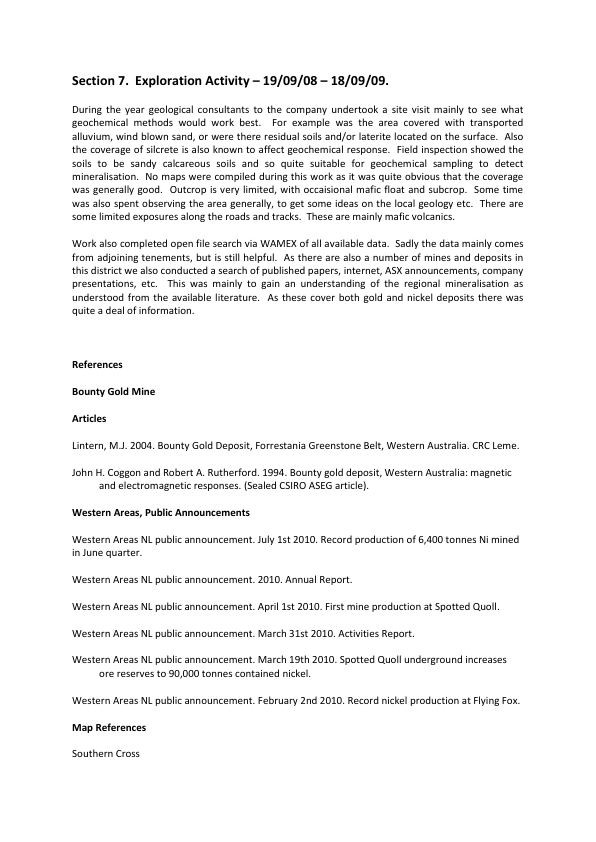 Section 7. Exploration Activity – 19/09/08 – 18/09/09.
During the year geological consultants to the company undertook a site visit mainly to see what
geochemical methods would work best. For example was the area covered with transported
alluvium, wind blown sand, or were there residual soils and/or laterite located on the surface. Also
the coverage of silcrete is also known to affect geochemical response. Field inspection showed the
soils to be sandy calcareous soils and so quite suitable for geochemical sampling to detect
mineralisation. No maps were compiled during this work as it was quite obvious that the coverage
was generally good. Outcrop is very limited, with occaisional mafic float and subcrop. Some time
was also spent observing the area generally, to get some ideas on the local geology etc. There are
some limited exposures along the roads and tracks. These are mainly mafic volcanics.
Work also completed open file search via WAMEX of all available data. Sadly the data mainly comes
from adjoining tenements, but is still helpful. As there are also a number of mines and deposits in
this district we also conducted a search of published papers, internet, ASX announcements, company
presentations, etc. This was mainly to gain an understanding of the regional mineralisation as
understood from the available literature. As these cover both gold and nickel deposits there was
quite a deal of information.
References
Bounty Gold Mine
Articles
Lintern, M.J. 2004. Bounty Gold Deposit, Forrestania Greenstone Belt, Western Australia. CRC Leme.
John H. Coggon and Robert A. Rutherford. 1994. Bounty gold deposit, Western Australia: magnetic
and electromagnetic responses. (Sealed CSIRO ASEG article).
Western Areas, Public Announcements
Western Areas NL public announcement. July 1st 2010. Record production of 6,400 tonnes Ni mined
in June quarter.
Western Areas NL public announcement. 2010. Annual Report.
Western Areas NL public announcement. April 1st 2010. First mine production at Spotted Quoll.
Western Areas NL public announcement. March 31st 2010. Activities Report.
Western Areas NL public announcement. March 19th 2010. Spotted Quoll underground increases
ore reserves to 90,000 tonnes contained nickel.
Western Areas NL public announcement. February 2nd 2010. Record nickel production at Flying Fox.
Map References
Southern Cross